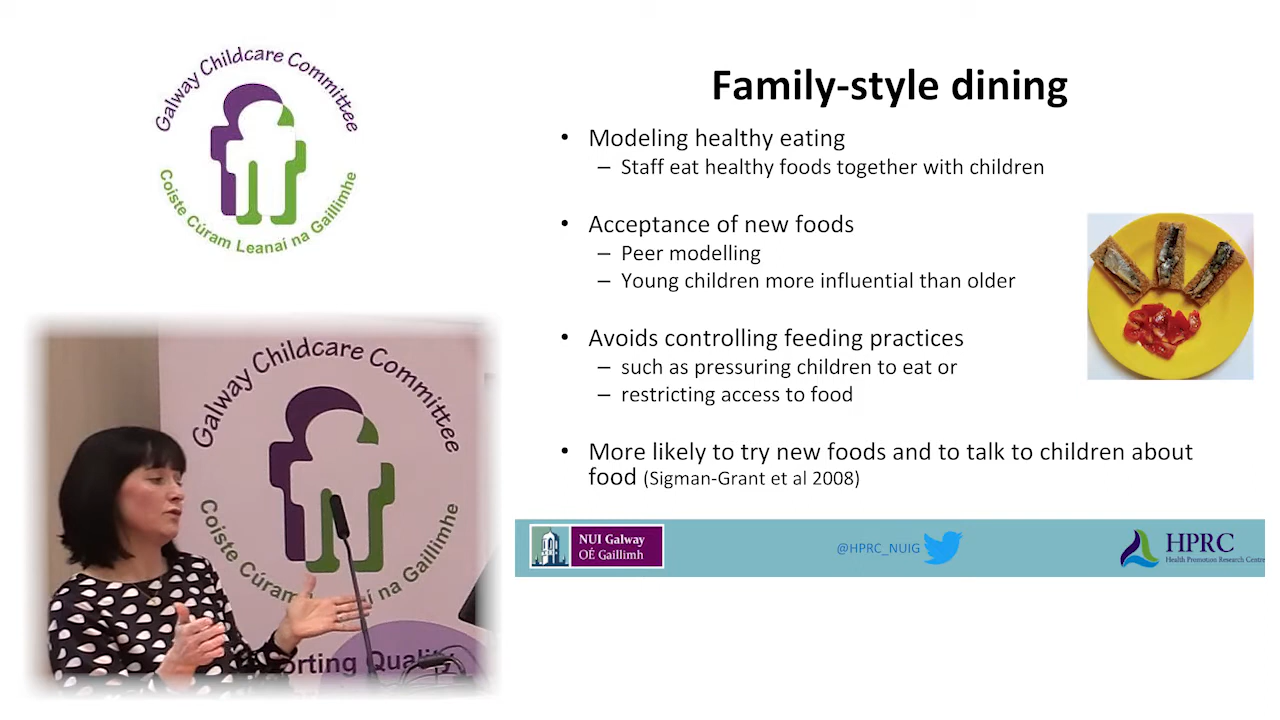 Galway Childcare Committee
Coiste Cúram Leanaí na Gaillimhe
Family-style dining
• Modeling healthy eating
– Staff eat healthy foods together with children
• Acceptance of new foods
– Peer modelling
– Young children more influential than older
• Avoids controlling feeding practices
– such as pressuring children to eat or
– restricting access to food
• More likely to try new foods and to talk to children about
food (Sigman-Grant et al 2008)
NUI Galway
OÉ Gaillimh
@HPRC_NUIG
HPRC
Health Promotion Research Centre
Galway Childcare Committee
Coiste Cúram na Gaillimhe
Quality